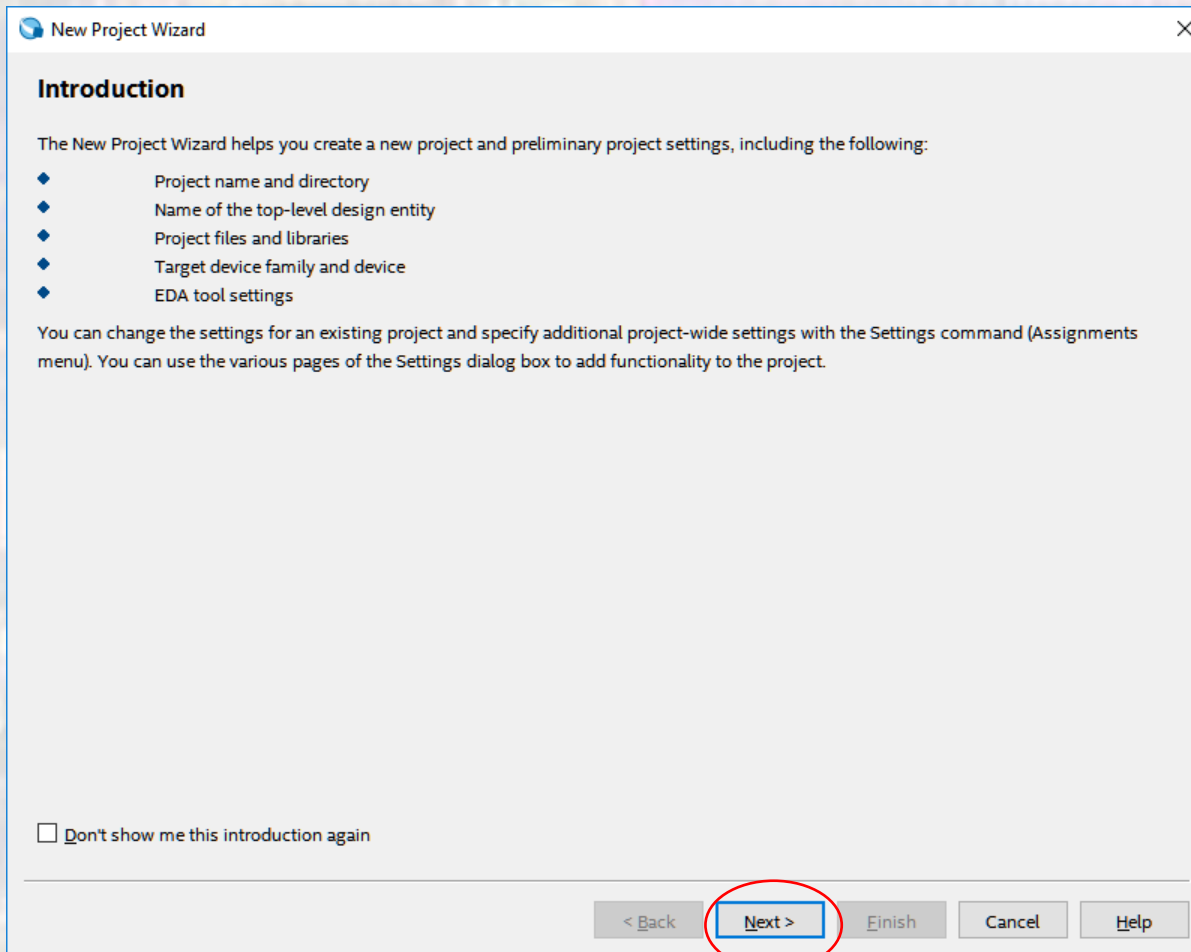 New Project Wizard
Introduction
The New Project Wizard helps you create a new project and preliminary project settings, including the following:
Project name and directory
Name of the top-level design entity
Project files and libraries
Target device family and device
EDA tool settings
You can change the settings for an existing project and specify additional project-wide settings with the Settings command (Assignments
menu). You can use the various pages of the Settings dialog box to add functionality to the project.
Don't show me this introduction again
< Back Next > Finish Cancel Help